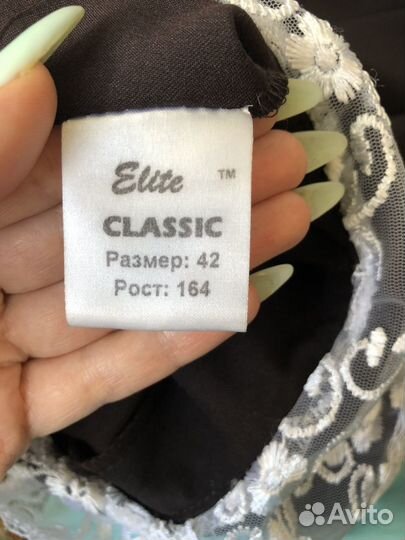 Elite ™
CLASSIC
Размер: 42
Рост: 164
Avito